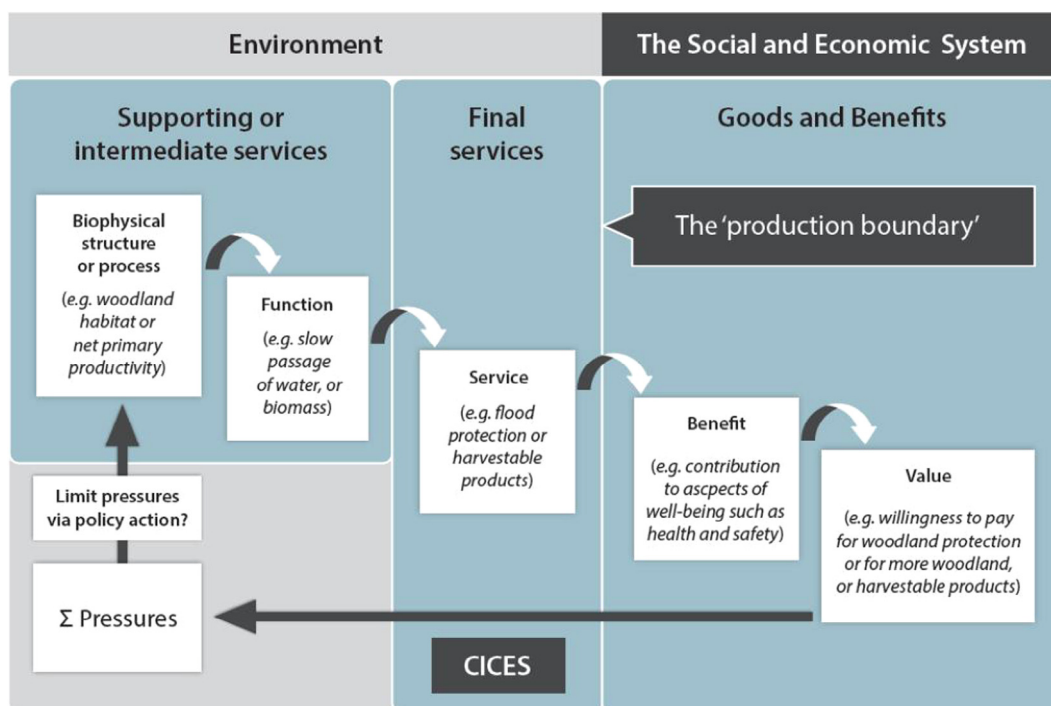 Environment
The Social and Economic System
Supporting or
intermediate services
Final
services
Goods and Benefits
The 'production boundary'
Biophysical
structure
or process
(e.g. woodland
habitat or
net primary
productivity)
Function
(e.g. slow
passage
of water, or
biomass)
Service
(e.g. flood
protection or
harvestable
products)
Benefit
(e.g. contribution
to ascpects of
well-being such as
health and safety)
Value
(e.g. willingness to pay
for woodland protection
or for more woodland,
or harvestable products)
Limit pressures
via policy action?
Σ Pressures
CICES